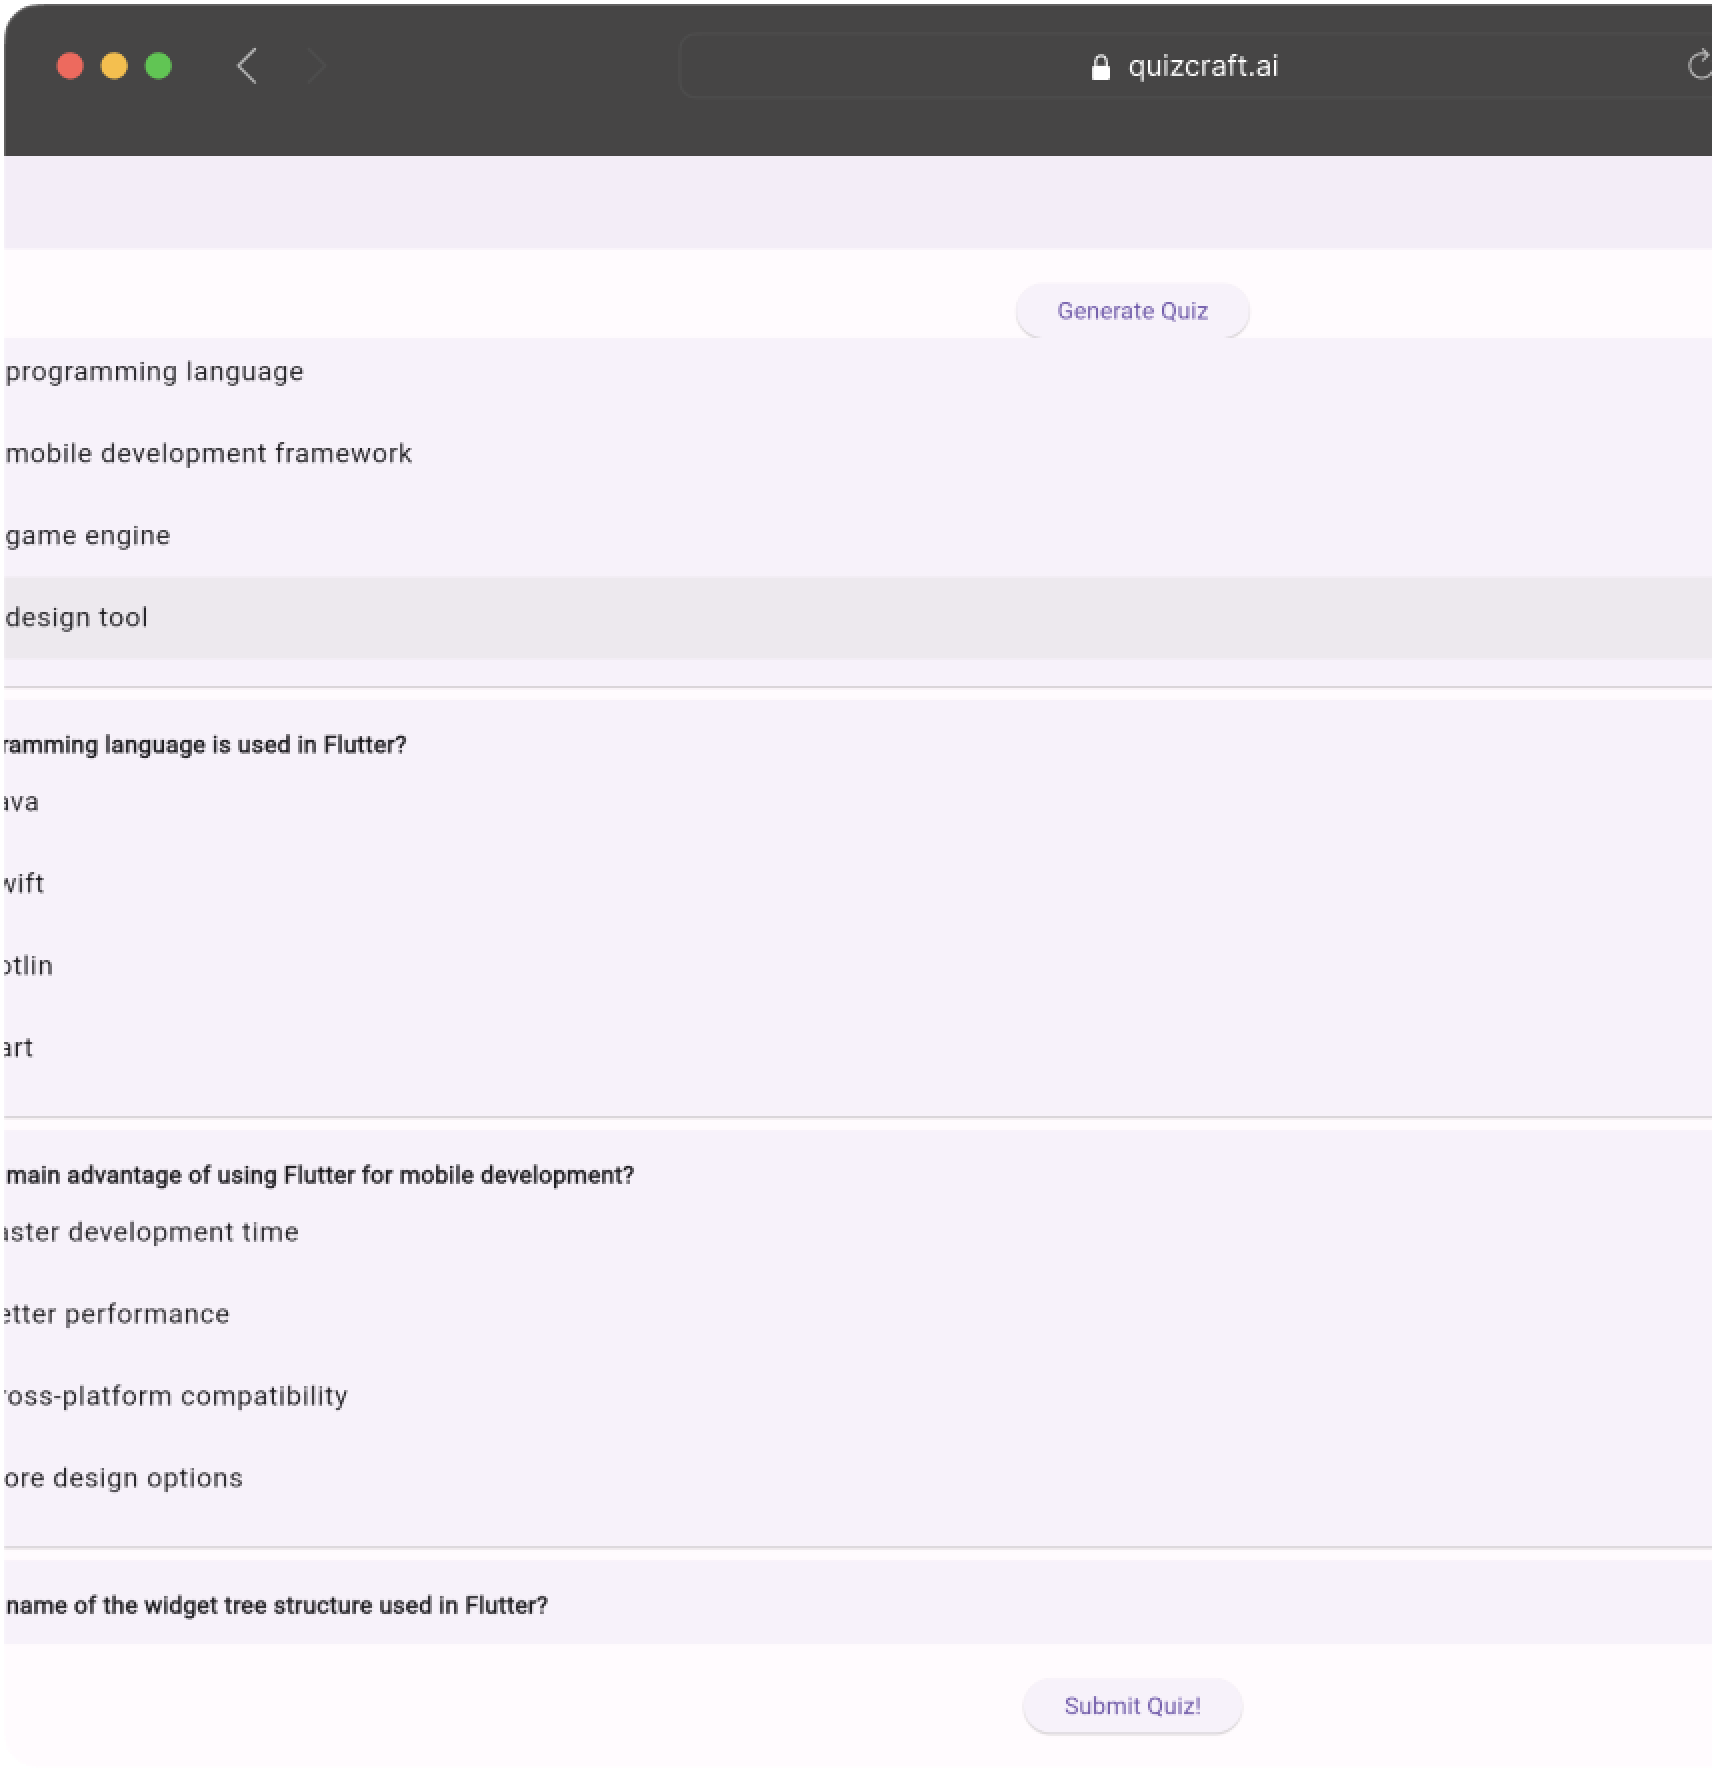 quizcraft.ai
Generate Quiz
programming language
mobile development framework
game engine
design tool
ramming language is used in Flutter?
ava
wift
otlin
art
main advantage of using Flutter for mobile development?
aster development time
etter performance
ross-platform compatibility
ore design options
name of the widget tree structure used in Flutter?
Submit Quiz!